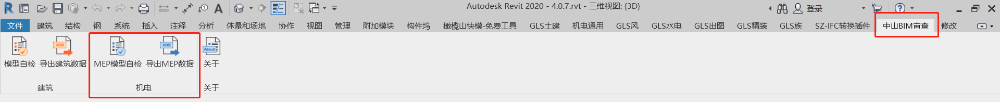 Autodesk Revit 2020 - 4.0.7.rvt - 三维视图: {3D}
登录
文件 建筑 结构 钢 系统 插入 注释 分析 体量和场地 协作 视图 管理 附加模块 构件坞 橄榄山快模-免费工具 GLS土建 机电通用 GLS风 GLS水电 GLS出图 GLS精装 GLS族 SZ-IFC转换插件 中山BIM审查 修改
XDB XDB About
模型自检 导出建筑数据 MEP模型自检 导出MEP数据 关于
建筑 机电 关于